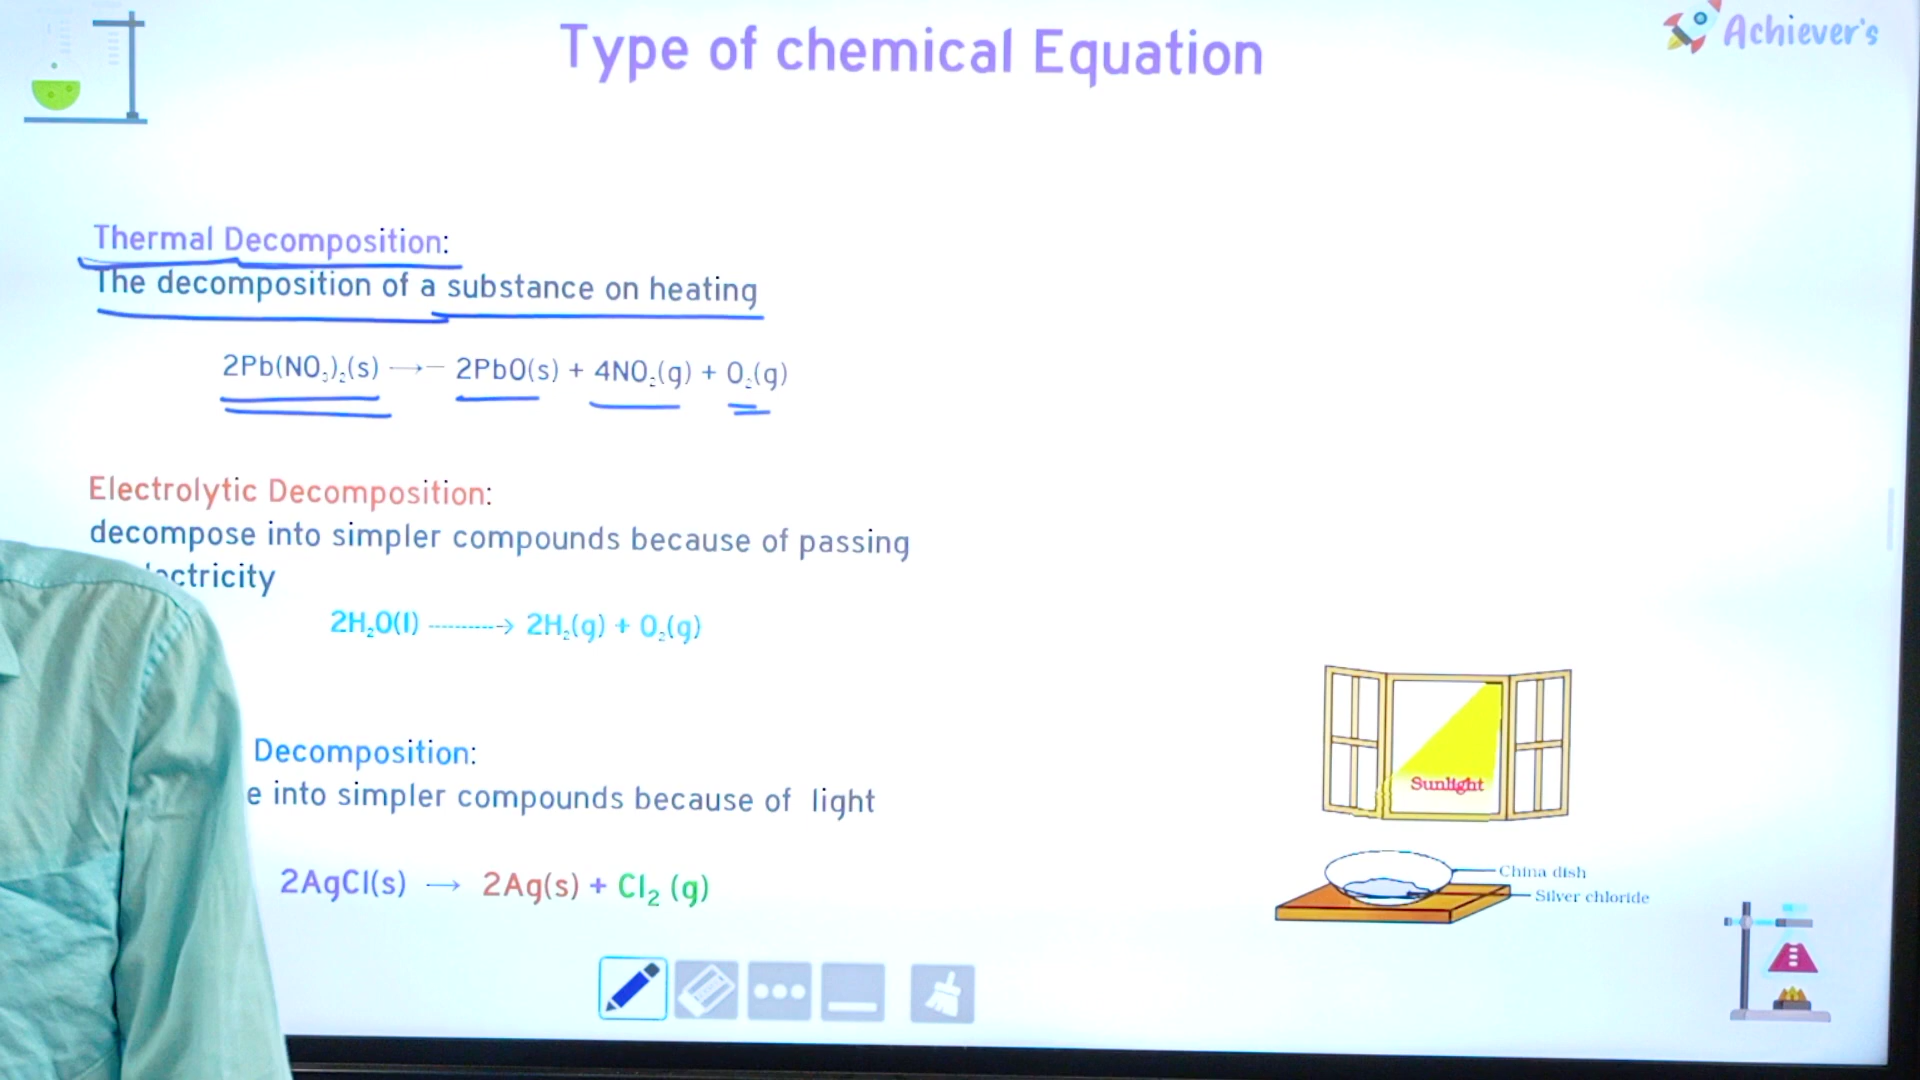 Type of chemical Equation
Achiever's
Thermal Decomposition:
The decomposition of a substance on heating
2Pb(NO₃)₂(s) → 2PbO(s) + 4NO₂(g) + O₂(g)
Electrolytic Decomposition:
decompose into simpler compounds because of passing
2H₂O(l) ----------> 2H₂(g) + O₂(g)
Decomposition:
into simpler compounds because of light
2AgCl(s) → 2Ag(s) + Cl₂ (g)
Sunlight
China dish
Silver chloride